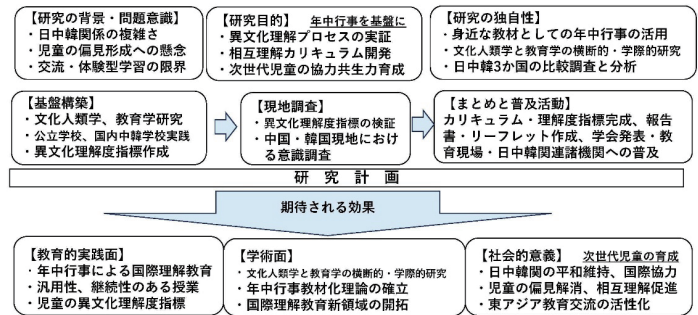 【研究の背景・問題意識】
・日中韓関係の複雑さ
・児童の偏見形成への懸念
・交流・体験型学習の限界
【研究目的】 年中行事を基盤に
・異文化理解プロセスの実証
・相互理解カリキュラム開発
・次世代児童の協力共生力育成
【研究の独自性】
・身近な教材としての年中行事の活用
・文化人類学と教育学の横断的・学際的研究
・日中韓3か国の比較調査と分析
【基盤構築】
・文化人類学、教育学研究
・公立学校、国内中韓学校実践
・異文化理解度指標作成
【現地調査】
・異文化理解度指標の検証
・中国・韓国現地におけ
る意識調査
【まとめと普及活動】
カリキュラム・理解度指標完成、報告
書・リーフレット作成、学会発表・教
育現場・日中韓関連諸機関への普及
研 究 計 画
期待される効果
【教育的実践面】
・年中行事による国際理解教育
・汎用性、継続性のある授業
・児童の異文化理解度指標
【学術面】
・文化人類学と教育学の横断的・学際的研究
・年中行事教材化理論の確立
・国際理解教育新領域の開拓
【社会的意義】 次世代児童の育成
・日中韓関の平和維持、国際協力
・児童の偏見解消、相互理解促進
・東アジア教育交流の活性化